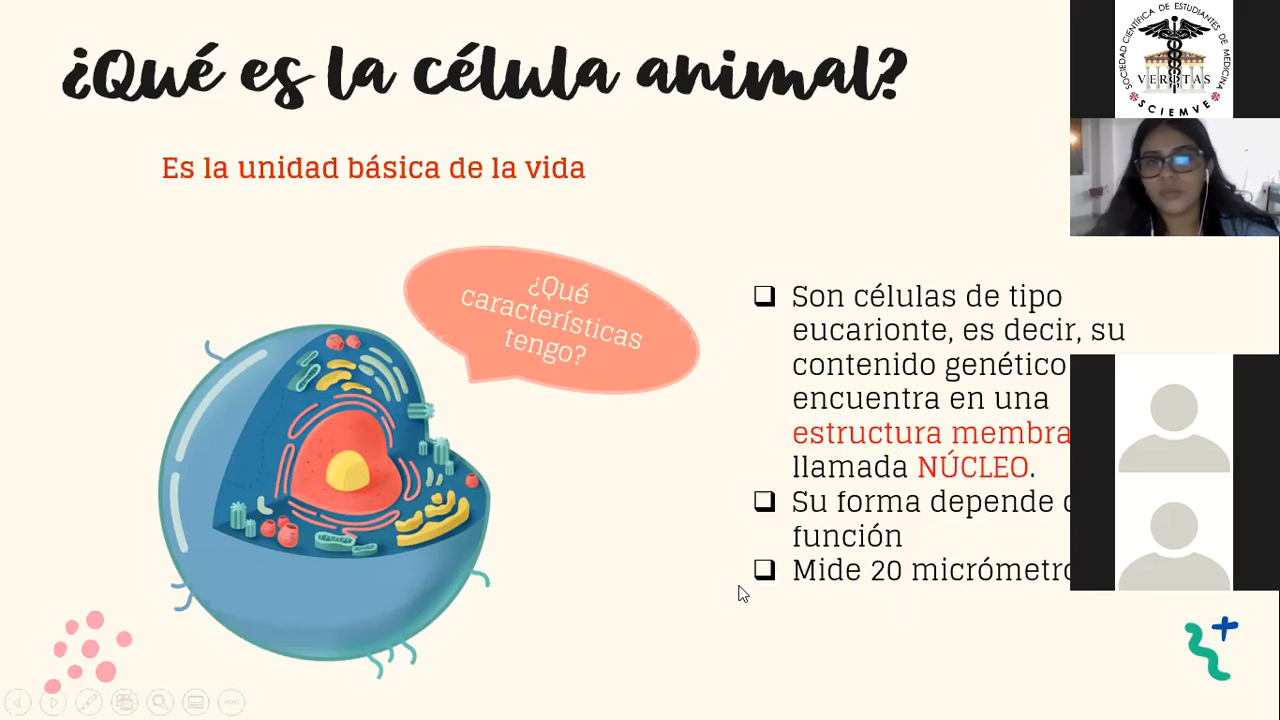 ¿Qué es la célula animal?
Es la unidad básica de la vida
¿Qué
características
tengo?
Son células de tipo
eucarionte, es decir, su
contenido genético
encuentra en una
estructura membra
llamada NÚCLEO.
Su forma depende
función
Mide 20 micrómetro
SOCIEDAD CIENTÍFICA DE ESTUDIANTES DE MEDICINA
VERITAS
SCIEMVE